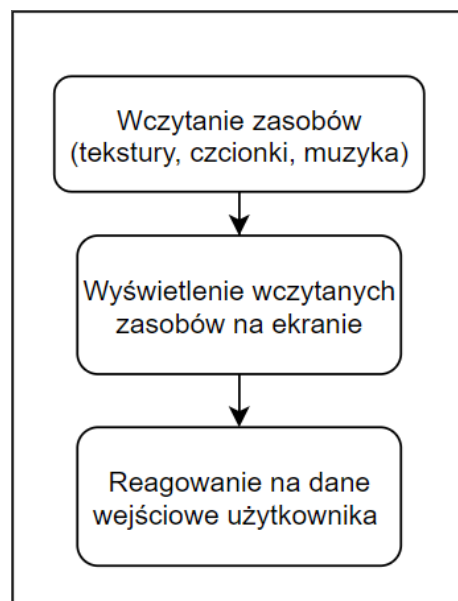 Wczytanie zasobów
(tekstury, czcionki, muzyka)
Wyświetlenie wczytanych
zasobów na ekranie
Reagowanie na dane
wejściowe użytkownika